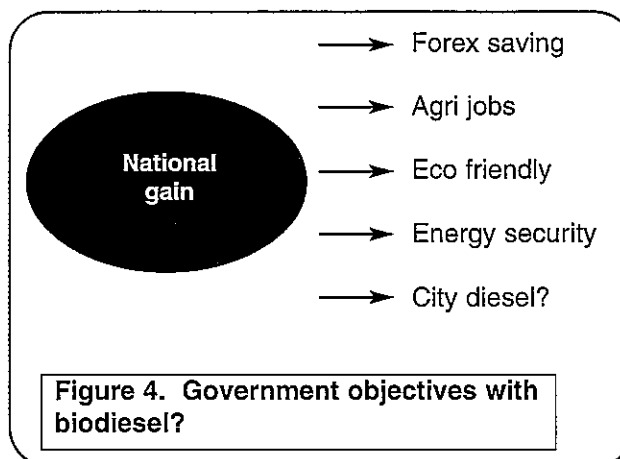 National
gain
Forex saving
Agri jobs
Eco friendly
Energy security
City diesel?
Figure 4. Government objectives with
biodiesel?